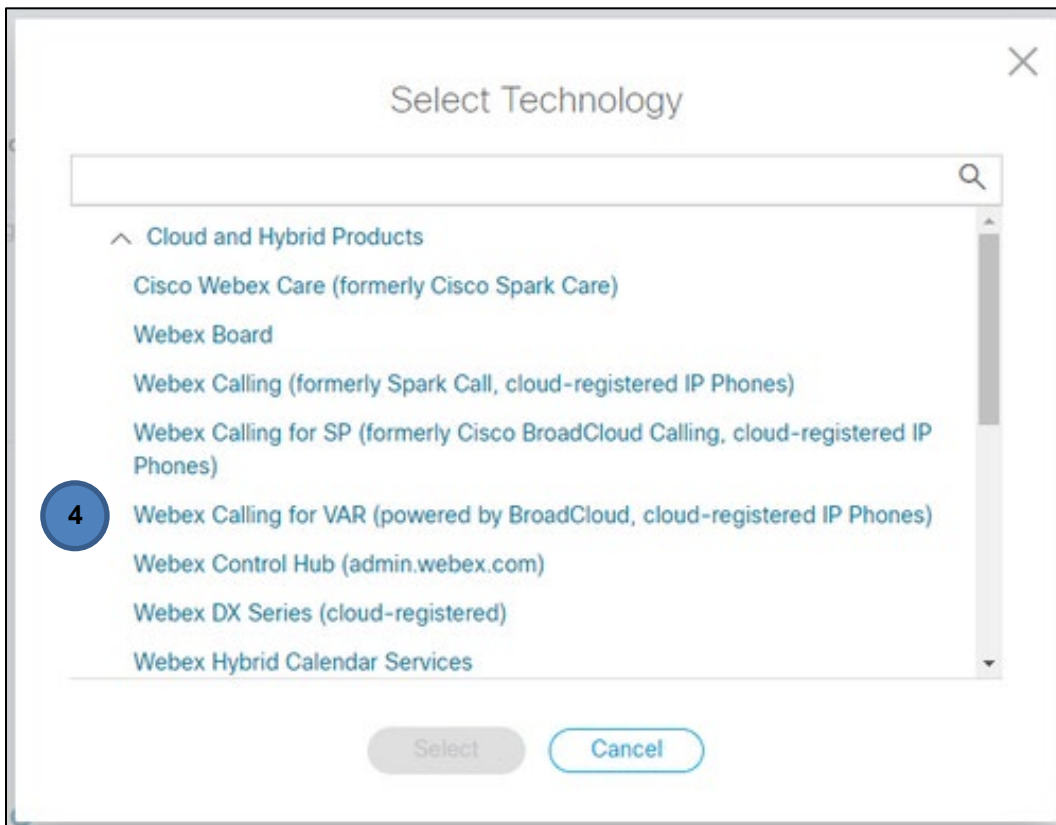 Select Technology
Cloud and Hybrid Products
Cisco Webex Care (formerly Cisco Spark Care)
Webex Board
Webex Calling (formerly Spark Call, cloud-registered IP Phones)
Webex Calling for SP (formerly Cisco BroadCloud Calling, cloud-registered IP
Phones)
4
Webex Calling for VAR (powered by BroadCloud, cloud-registered IP Phones)
Webex Control Hub (admin.webex.com)
Webex DX Series (cloud-registered)
Webex Hybrid Calendar Services
Select
Cancel